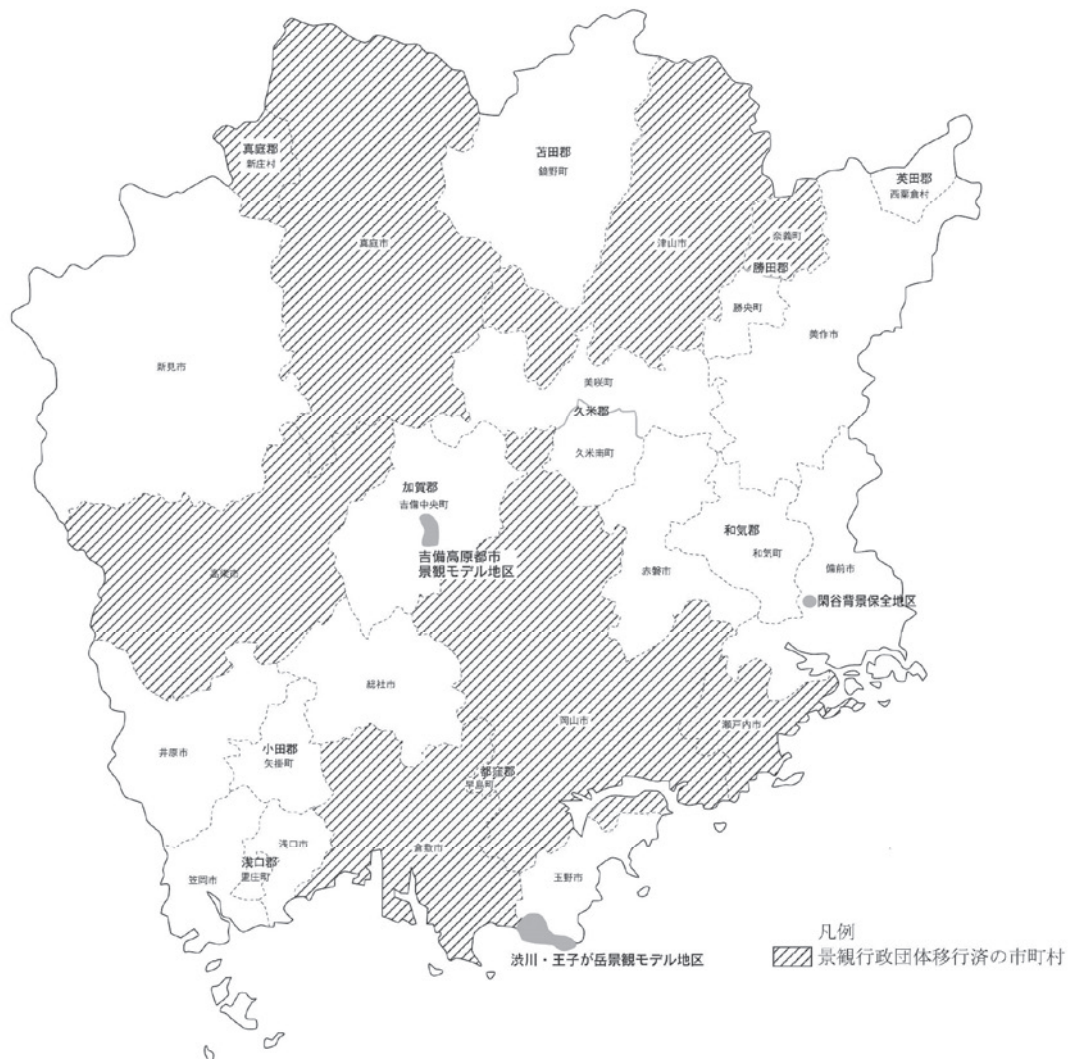 真庭郡
新庄村
苫田郡
鏡野町
英田郡
西粟倉村
真庭市
津山市
奈義町
勝田郡
勝央町
美作市
新見市
美咲町
久米郡
久米南町
加賀郡
吉備中央町
吉備高原都市
景観モデル地区
和気郡
和気町
高梁市
赤磐市
備前市
閑谷背景保全地区
総社市
岡山市
瀬戸内市
井原市
小田郡
矢掛町
都窪郡
早島町
浅口市
倉敷市
浅口郡
里庄町
笠岡市
玉野市
渋川・王子が岳景観モデル地区
凡例
景観行政団体移行済の市町村